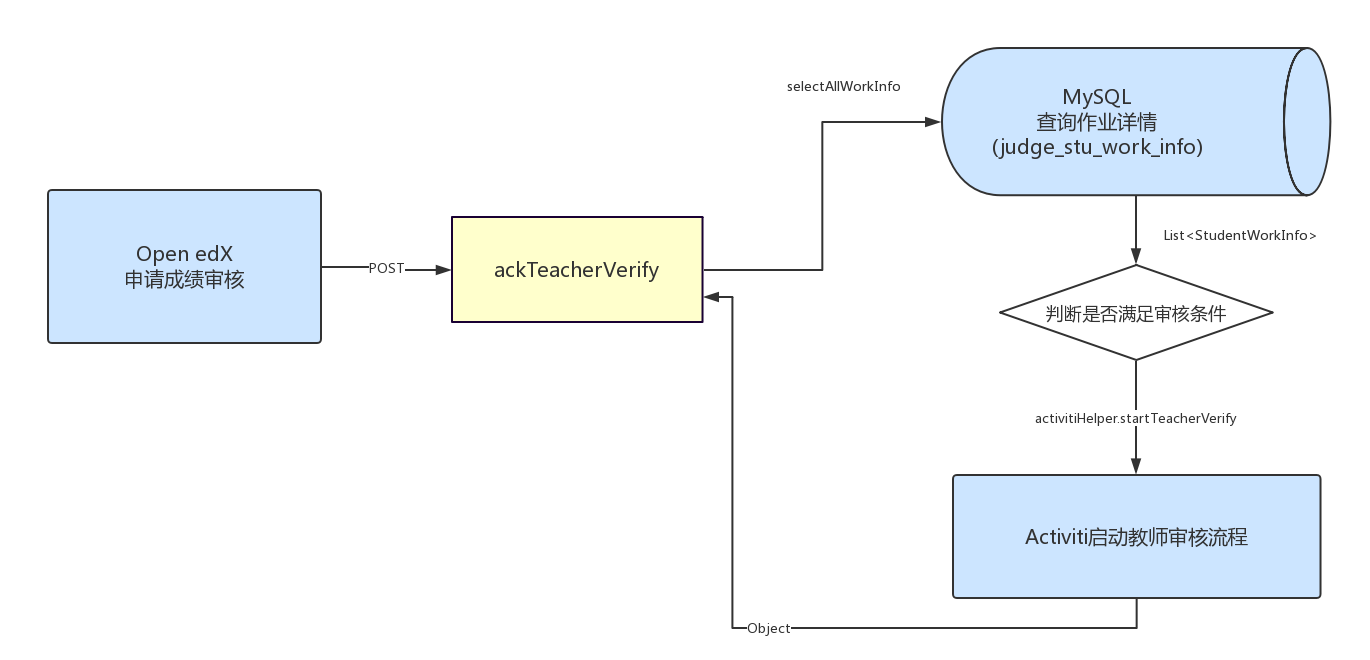 Open edX
申请成绩审核
POST
ackTeacherVerify
selectAllWorkInfo
MySQL
查询作业详情
(judge_stu_work_info)
List<StudentWorkInfo>
判断是否满足审核条件
activitiHelper.startTeacherVerify
Activiti启动教师审核流程
Object